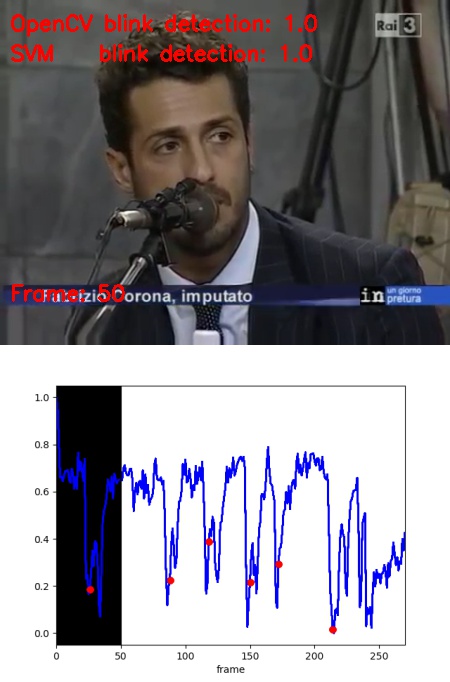 OpenCV blink detection: 1.0
SVM blink detection: 1.0
Rai 3
Frame: 50
Fabrizio Corona, imputato
in un giorno
pretura
1.0
0.8
0.6
0.4
0.2
0.0
0 50 100 150 200 250
frame